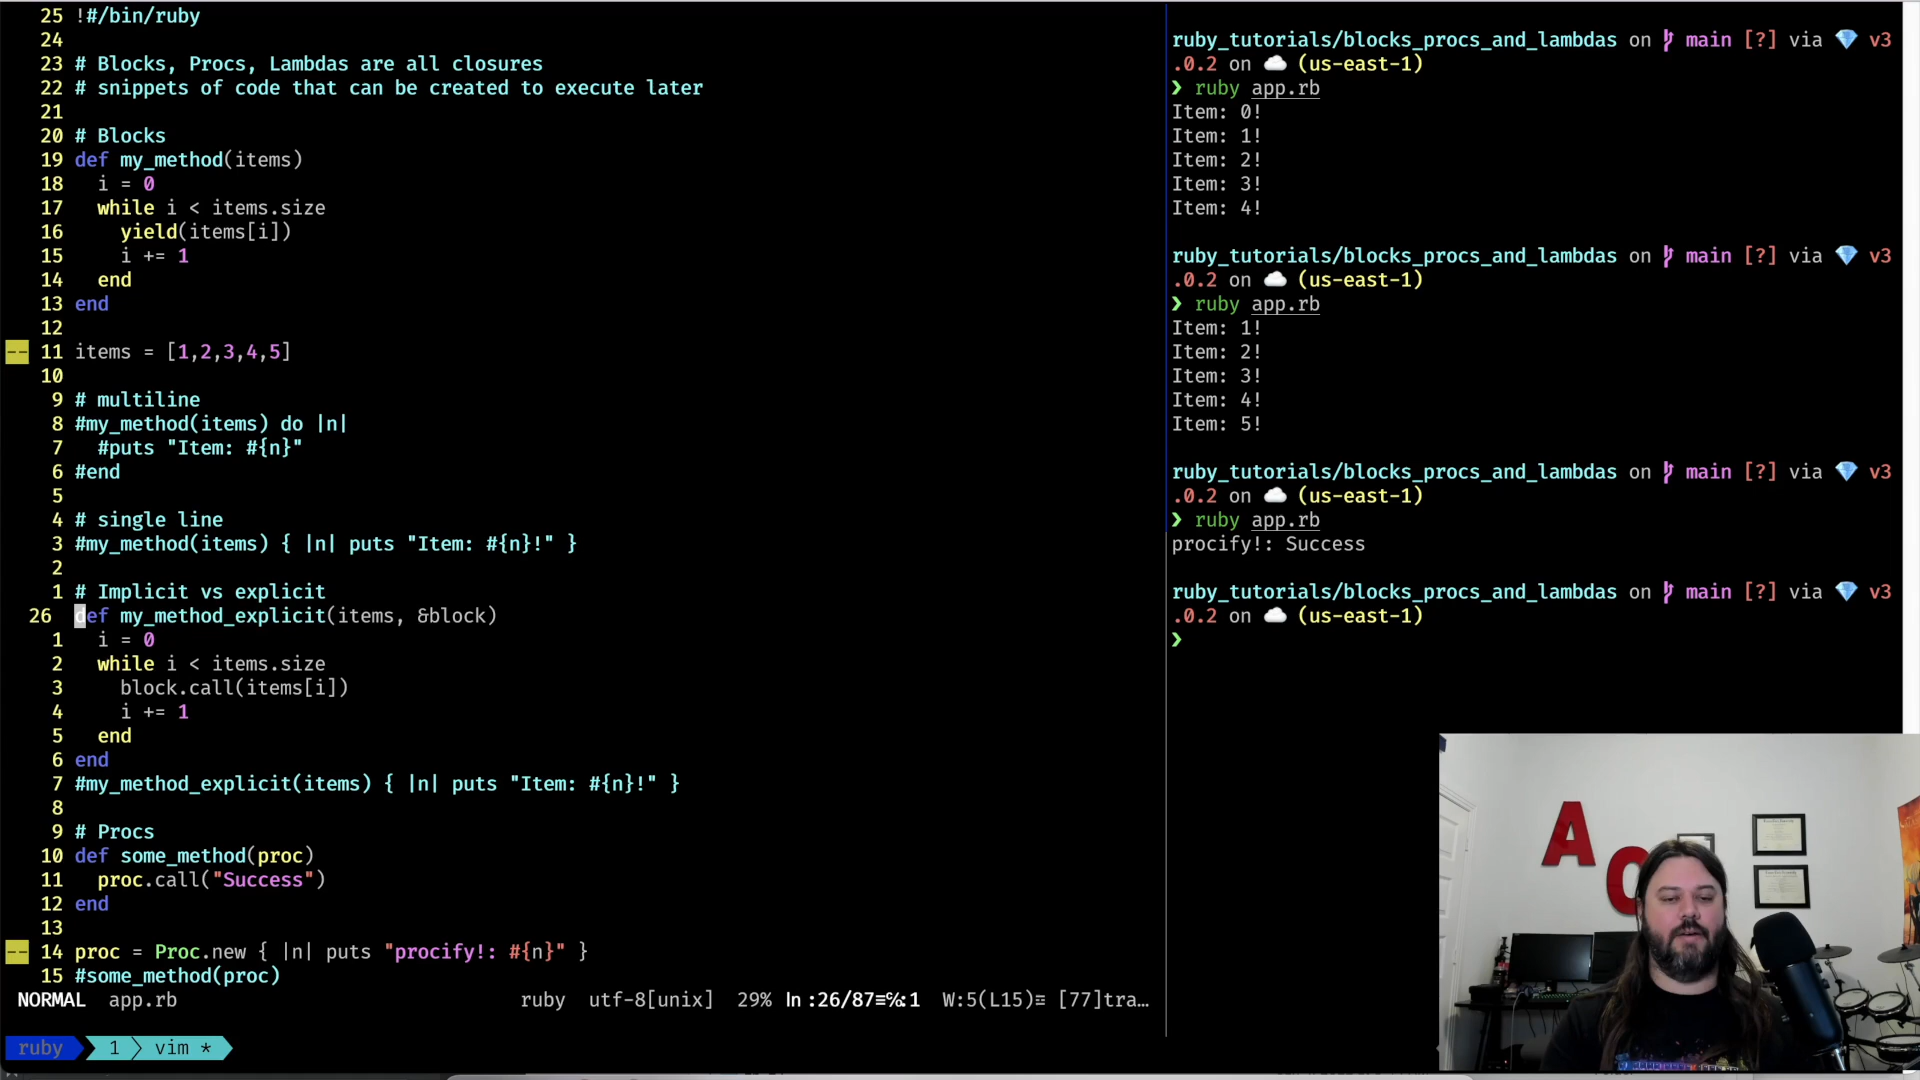 25 !#/bin/ruby
24
23 # Blocks, Procs, Lambdas are all closures
22 # snippets of code that can be created to execute later
21
20 # Blocks
19 def my_method(items)
18   i = 0
17   while i < items.size
16     yield(items[i])
15     i += 1
14   end
13 end
12
-- 11 items = [1,2,3,4,5]
10
9 # multiline
8 #my_method(items) do |n|
7   #puts "Item: #{n}"
6 #end
5
4 # single line
3 #my_method(items) { |n| puts "Item: #{n}!" }
2
1 # Implicit vs explicit
26 def my_method_explicit(items, &block)
1   i = 0
2   while i < items.size
3     block.call(items[i])
4     i += 1
5   end
6 end
7 #my_method_explicit(items) { |n| puts "Item: #{n}!" }
8
9 # Procs
10 def some_method(proc)
11   proc.call("Success")
12 end
13
-- 14 proc = Proc.new { |n| puts "procify!: #{n}" }
15 #some_method(proc)
NORMAL app.rb ruby utf-8[unix] 29% ln :26/87≡℅:1 W:5(L15)≡ [77]tra…
ruby 1 vim *
ruby_tutorials/blocks_procs_and_lambdas on main [?] via 💎 v3
.0.2 on ☁️ (us-east-1)
❯ ruby app.rb
Item: 0!
Item: 1!
Item: 2!
Item: 3!
Item: 4!
ruby_tutorials/blocks_procs_and_lambdas on main [?] via 💎 v3
.0.2 on ☁️ (us-east-1)
❯ ruby app.rb
Item: 1!
Item: 2!
Item: 3!
Item: 4!
Item: 5!
ruby_tutorials/blocks_procs_and_lambdas on main [?] via 💎 v3
.0.2 on ☁️ (us-east-1)
❯ ruby app.rb
procify!: Success
ruby_tutorials/blocks_procs_and_lambdas on main [?] via 💎 v3
.0.2 on ☁️ (us-east-1)
❯
A
C